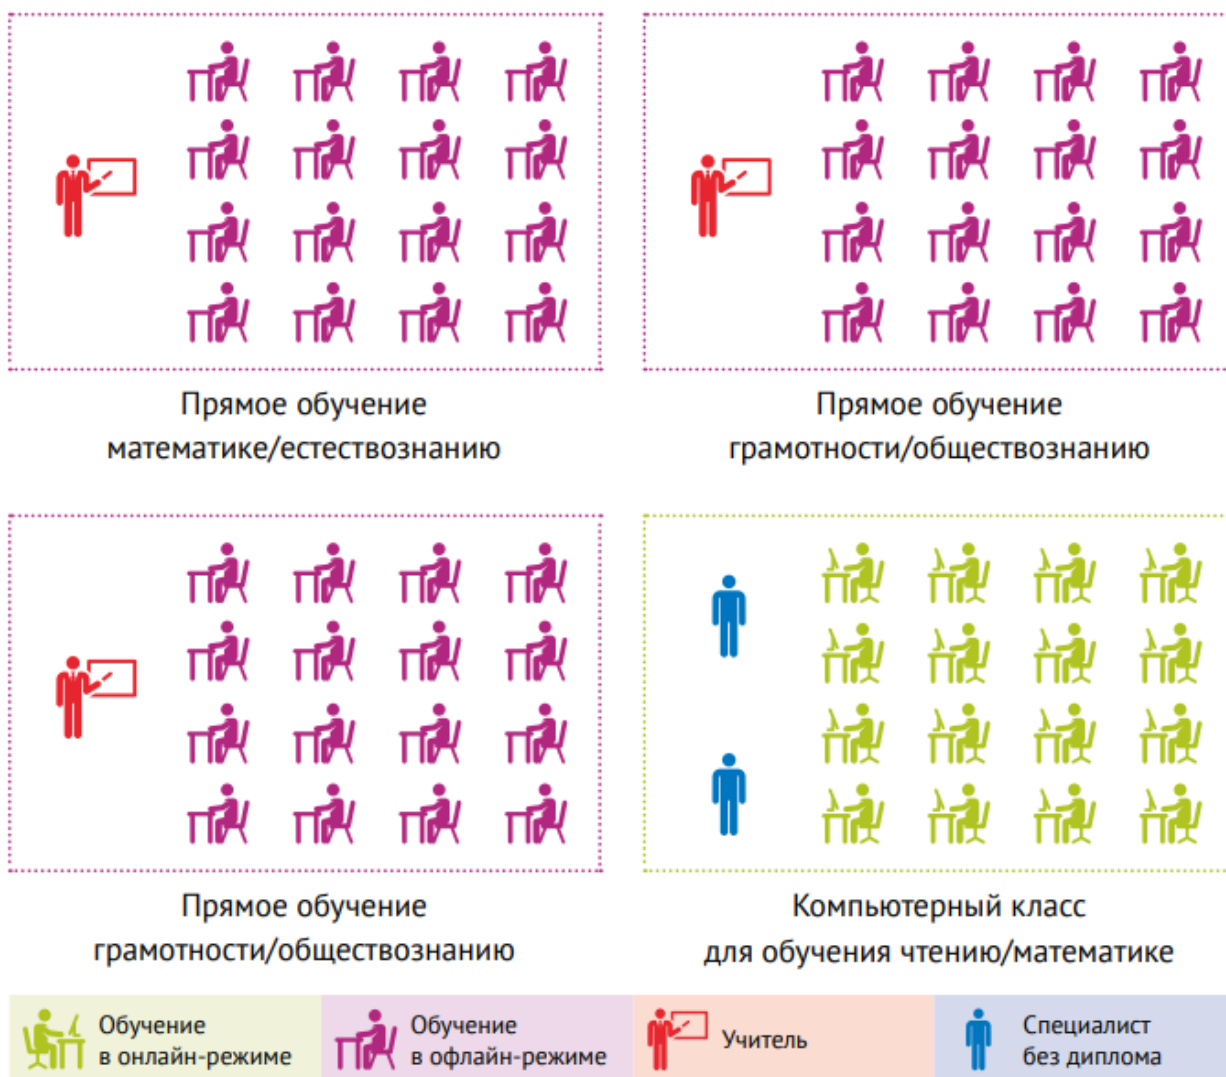 Прямое обучение
математике/естествознанию
Прямое обучение
грамотности/обществознанию
Прямое обучение
грамотности/обществознанию
Компьютерный класс
для обучения чтению/математике
Обучение
в онлайн-режиме
Обучение
в офлайн-режиме
Учитель
Специалист
без диплома